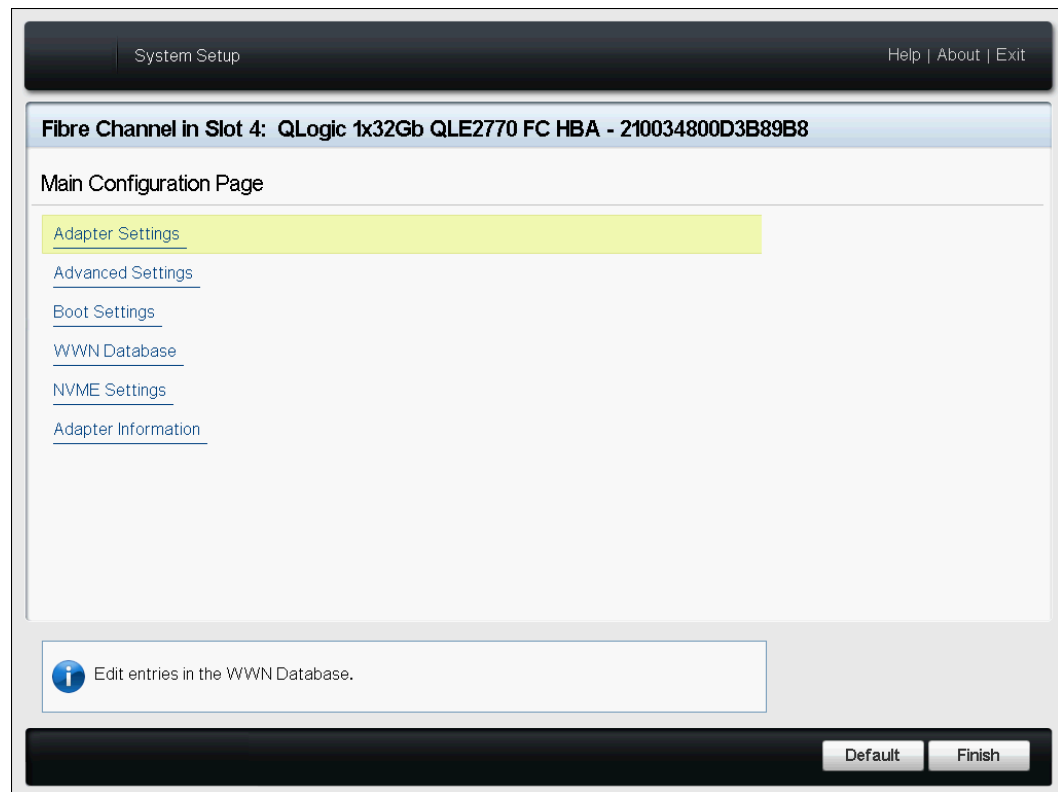 System Setup
Help | About | Exit
Fibre Channel in Slot 4: QLogic 1x32Gb QLE2770 FC HBA - 210034800D3B89B8
Main Configuration Page
Adapter Settings
Advanced Settings
Boot Settings
WWN Database
NVME Settings
Adapter Information
Edit entries in the WWN Database.
Default
Finish